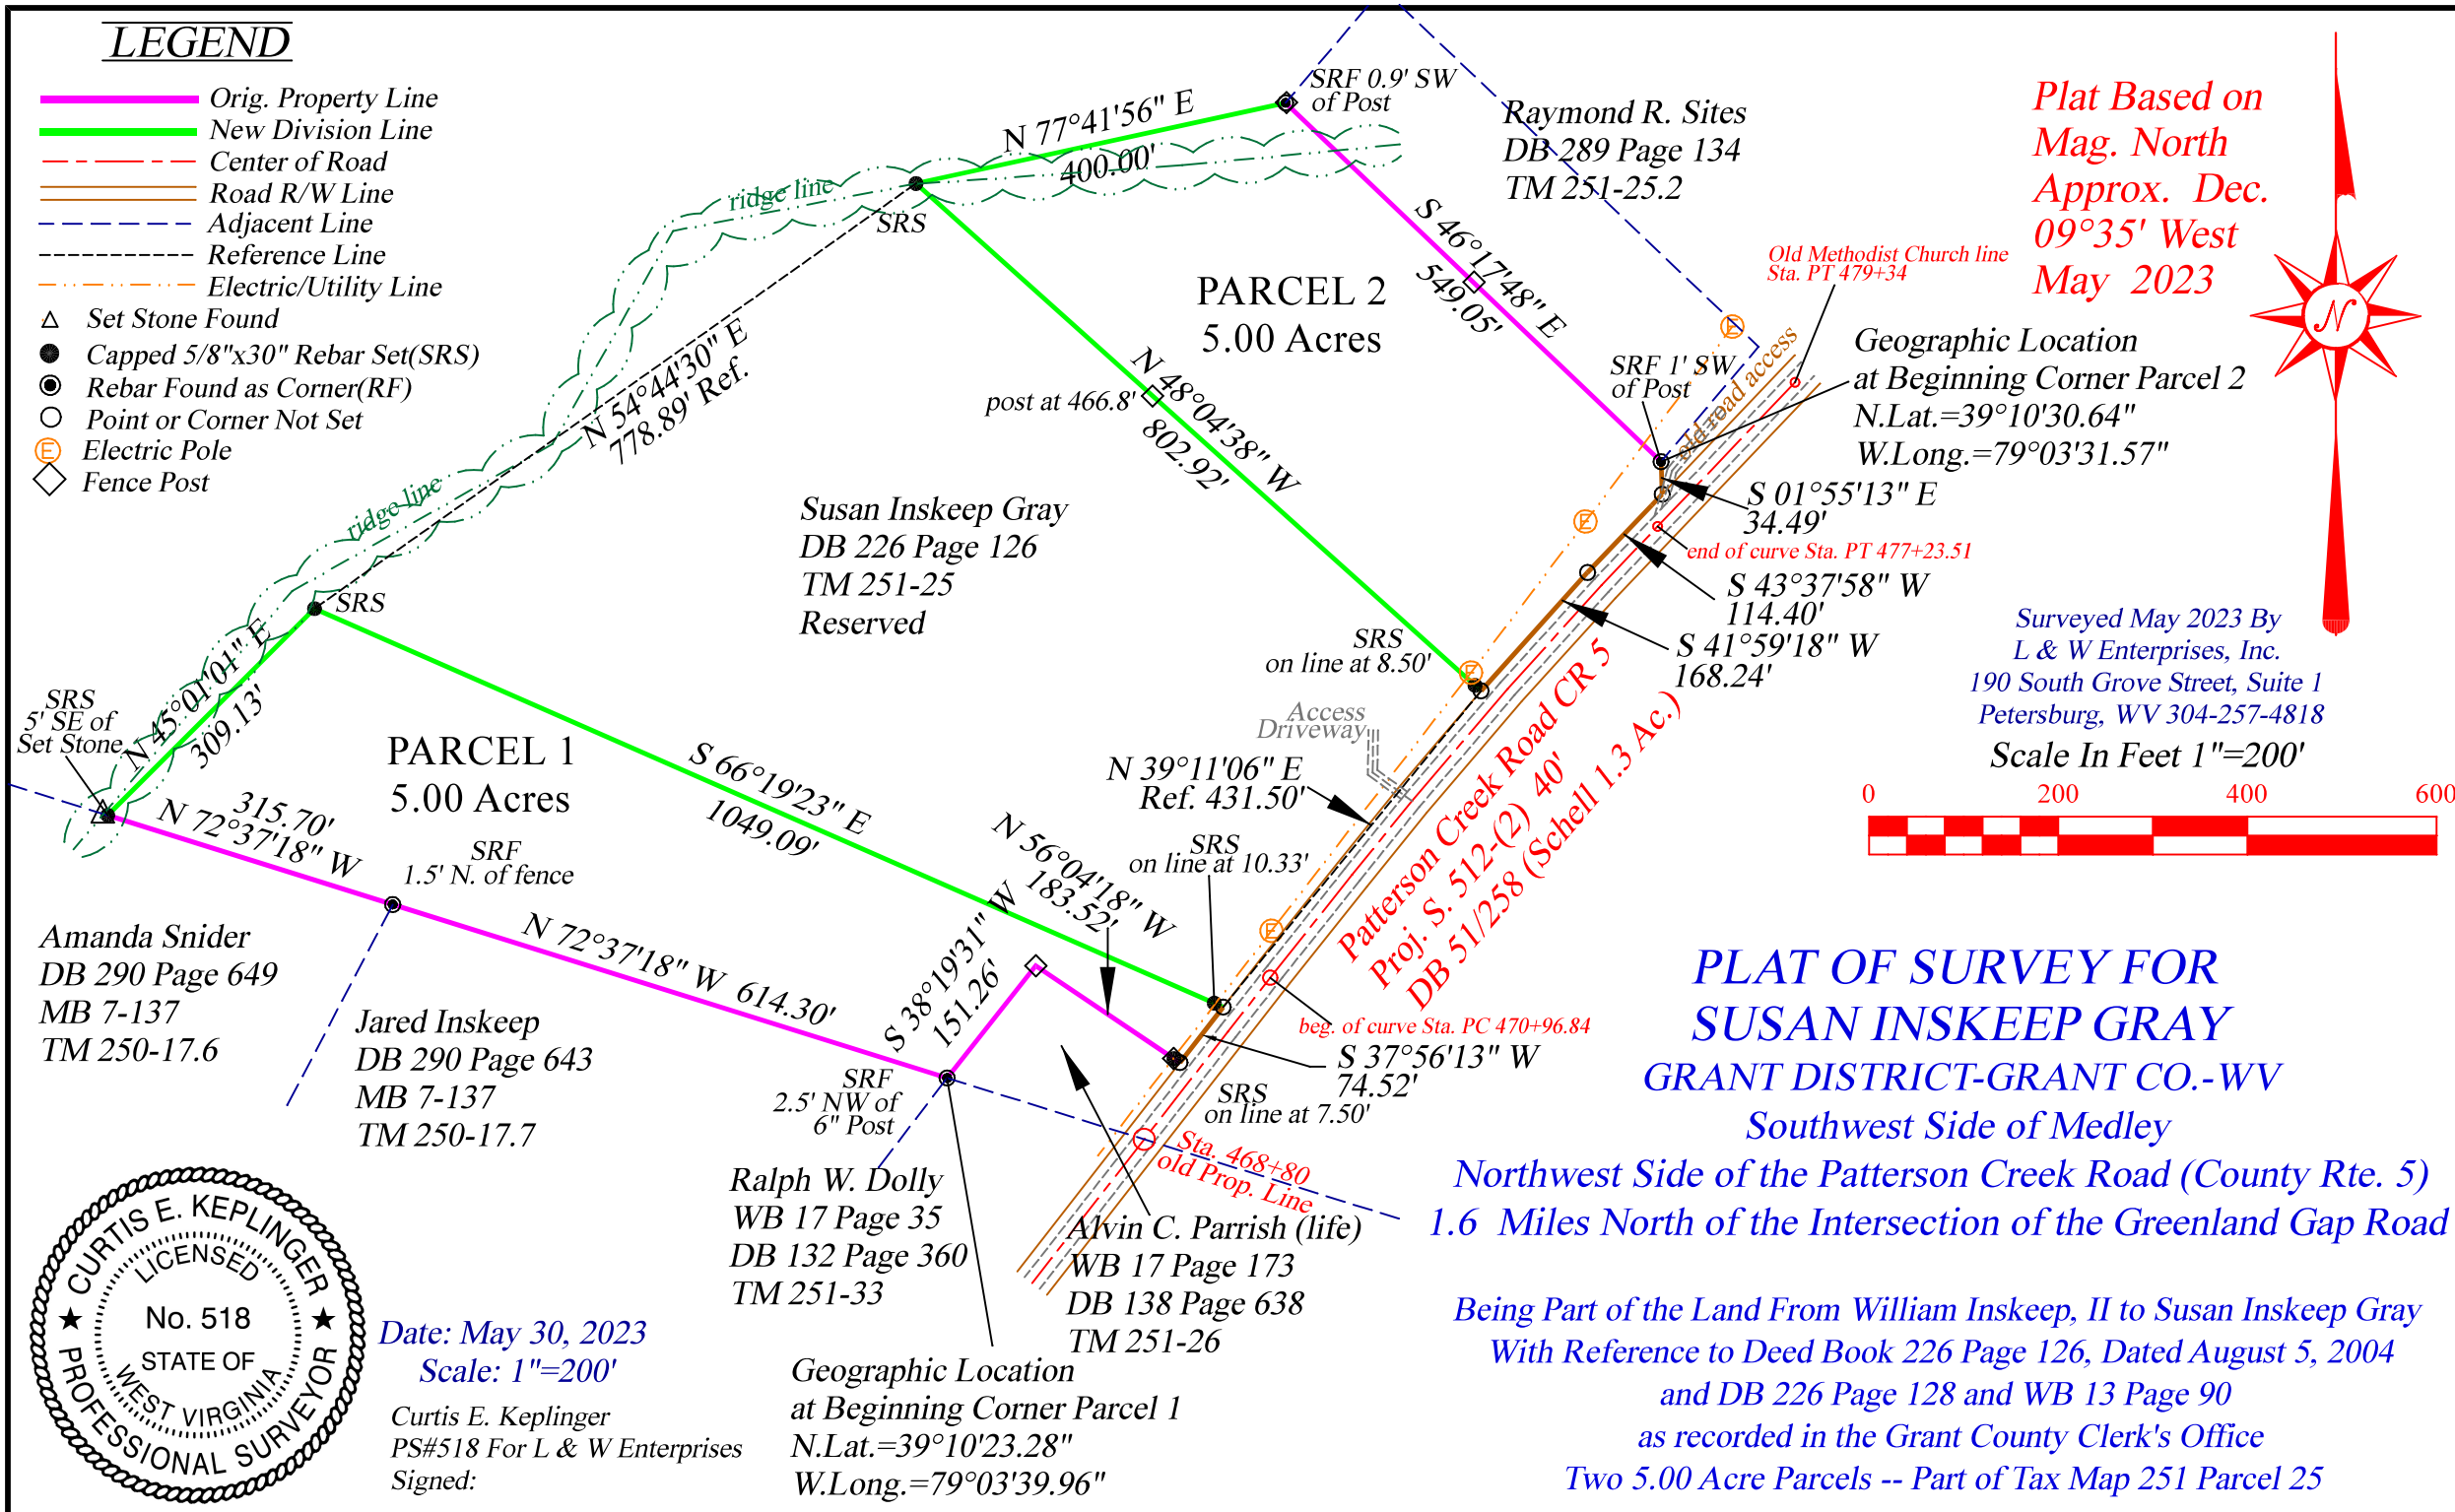 LEGEND
Orig. Property Line
New Division Line
Center of Road
Road R/W Line
Adjacent Line
Reference Line
Electric/Utility Line
Set Stone Found
Capped 5/8"x30" Rebar Set(SRS)
Rebar Found as Corner(RF)
Point or Corner Not Set
E Electric Pole
Fence Post
SRF 0.9' SW
of Post
N 77°41'56" E
400.00'
ridge line
SRS
Raymond R. Sites
DB 289 Page 134
TM 251-25.2
S 46°17'48" E
549.05'
PARCEL 2
5.00 Acres
Old Methodist Church line
Sta. PT 479+34
Plat Based on
Mag. North
Approx. Dec.
09°35' West
May 2023
N
E
old road access
SRF 1' SW
of Post
Geographic Location
at Beginning Corner Parcel 2
N.Lat.=39°10'30.64"
W.Long.=79°03'31.57"
N 54°44'30" E
778.89' Ref.
post at 466.8'
N 48°04'38" W
802.92'
ridge line
S 01°55'13" E
34.49'
E
end of curve Sta. PT 477+23.51
S 43°37'58" W
114.40'
S 41°59'18" W
168.24'
Susan Inskeep Gray
DB 226 Page 126
TM 251-25
Reserved
SRS
SRS
on line at 8.50'
E
Surveyed May 2023 By
L & W Enterprises, Inc.
190 South Grove Street, Suite 1
Petersburg, WV 304-257-4818
Scale In Feet 1"=200'
0 200 400 600
SRS
5' SE of
Set Stone
N 45°01'01" E
309.13'
PARCEL 1
5.00 Acres
S 66°19'23" E
1049.09'
Access
Driveway
N 39°11'06" E
Ref. 431.50'
Patterson Creek Road CR 5
Proj. S. 512-(2) 40'
DB 51/258 (Schell 1.3 Ac.)
315.70'
N 72°37'18" W
SRF
1.5' N. of fence
N 72°37'18" W 614.30'
S 38°19'31" W
151.26'
N 56°04'18" W
183.52'
SRS
on line at 10.33'
E
beg. of curve Sta. PC 470+96.84
S 37°56'13" W
74.52'
SRS
on line at 7.50'
Sta. 468+80
old Prop. Line
Amanda Snider
DB 290 Page 649
MB 7-137
TM 250-17.6
Jared Inskeep
DB 290 Page 643
MB 7-137
TM 250-17.7
SRF
2.5' NW of
6" Post
Ralph W. Dolly
WB 17 Page 35
DB 132 Page 360
TM 251-33
Alvin C. Parrish (life)
WB 17 Page 173
DB 138 Page 638
TM 251-26
Geographic Location
at Beginning Corner Parcel 1
N.Lat.=39°10'23.28"
W.Long.=79°03'39.96"
PLAT OF SURVEY FOR
SUSAN INSKEEP GRAY
GRANT DISTRICT-GRANT CO.-WV
Southwest Side of Medley
Northwest Side of the Patterson Creek Road (County Rte. 5)
1.6 Miles North of the Intersection of the Greenland Gap Road
Being Part of the Land From William Inskeep, II to Susan Inskeep Gray
With Reference to Deed Book 226 Page 126, Dated August 5, 2004
and DB 226 Page 128 and WB 13 Page 90
as recorded in the Grant County Clerk's Office
Two 5.00 Acre Parcels -- Part of Tax Map 251 Parcel 25
CURTIS E. KEPLINGER
LICENSED
No. 518
STATE OF
WEST VIRGINIA
PROFESSIONAL SURVEYOR
Date: May 30, 2023
Scale: 1"=200'
Curtis E. Keplinger
PS#518 For L & W Enterprises
Signed: